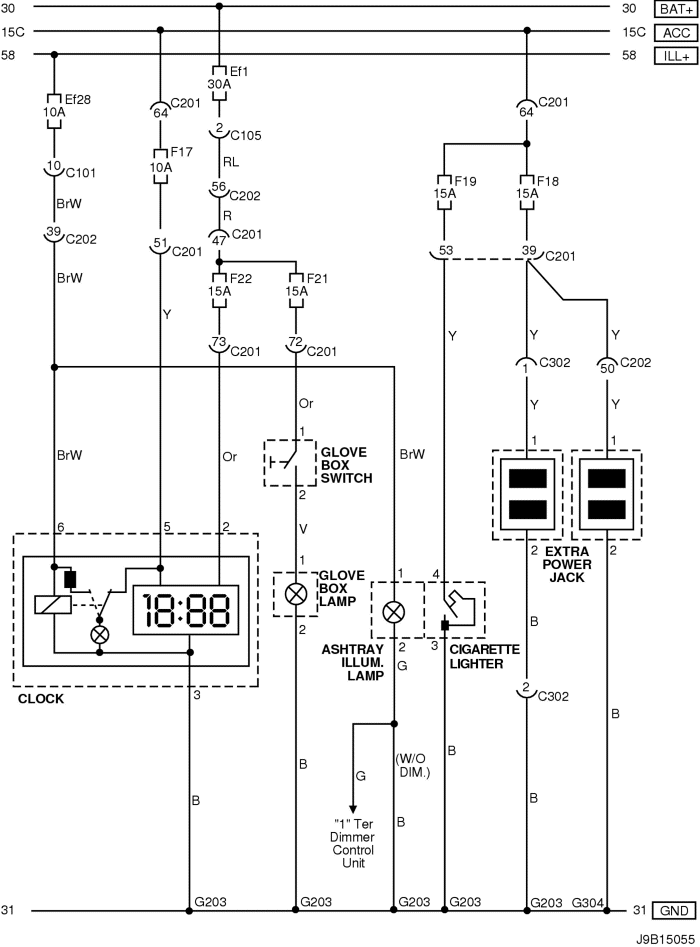 30 30 BAT+
15C 15C ACC
58 58 ILL+
Ef1
30A
Ef28
10A
C201
64
C201
64
2 C105
F17
10A
10 C101
RL
F19
15A
F18
15A
56 C202
BrW
R
39 C202
47 C201
51 C201
53
39 C201
BrW
F22
15A
F21
15A
Y
Y
Y
Y
73 C201
72 C201
C302
1
C202
50
Or
Y
Y
1
GLOVE
BOX
SWITCH
2
BrW
Or
BrW
1
1
V
6
5
2
2
2
EXTRA
POWER
JACK
1
GLOVE
BOX
LAMP
2
1
4
18:88
B
2
3
ASHTRAY
ILLUM.
LAMP
G
CIGARETTE
LIGHTER
CLOCK
3
2 C302
B
B
B
G
(W/O
DIM.)
B
B
B
B
"1" Ter
Dimmer
Control
Unit
31 G203 G203 G203 G203 G304 31 GND
J9B15055